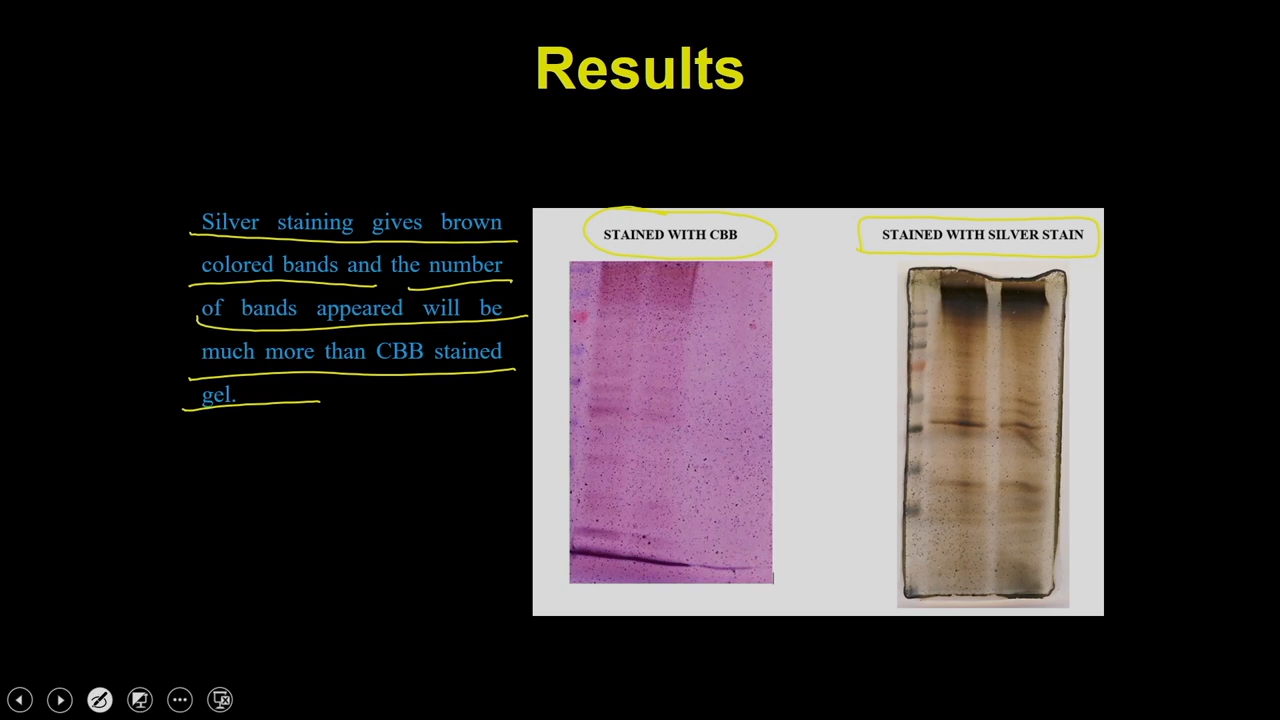 Results
Silver staining gives brown
colored bands and the number
of bands appeared will be
much more than CBB stained
gel.
STAINED WITH CBB
STAINED WITH SILVER STAIN